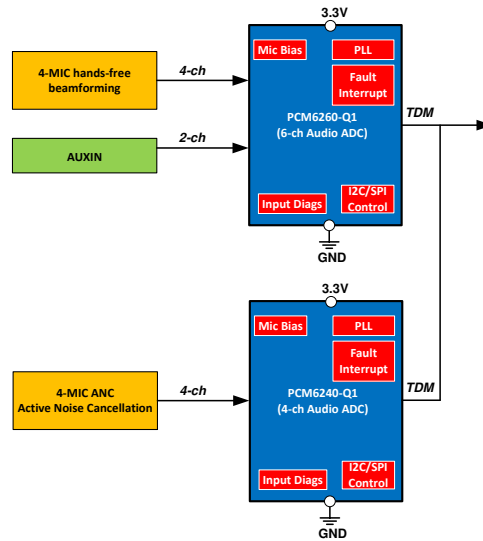 3.3V
Mic Bias
PLL
4-MIC hands-free
beamforming
4-ch
Fault
Interrupt
TDM
PCM6260-Q1
(6-ch Audio ADC)
AUXIN
2-ch
Input Diags
I2C/SPI
Control
GND
3.3V
Mic Bias
PLL
Fault
Interrupt
4-MIC ANC
Active Noise Cancellation
4-ch
TDM
PCM6240-Q1
(4-ch Audio ADC)
Input Diags
I2C/SPI
Control
GND